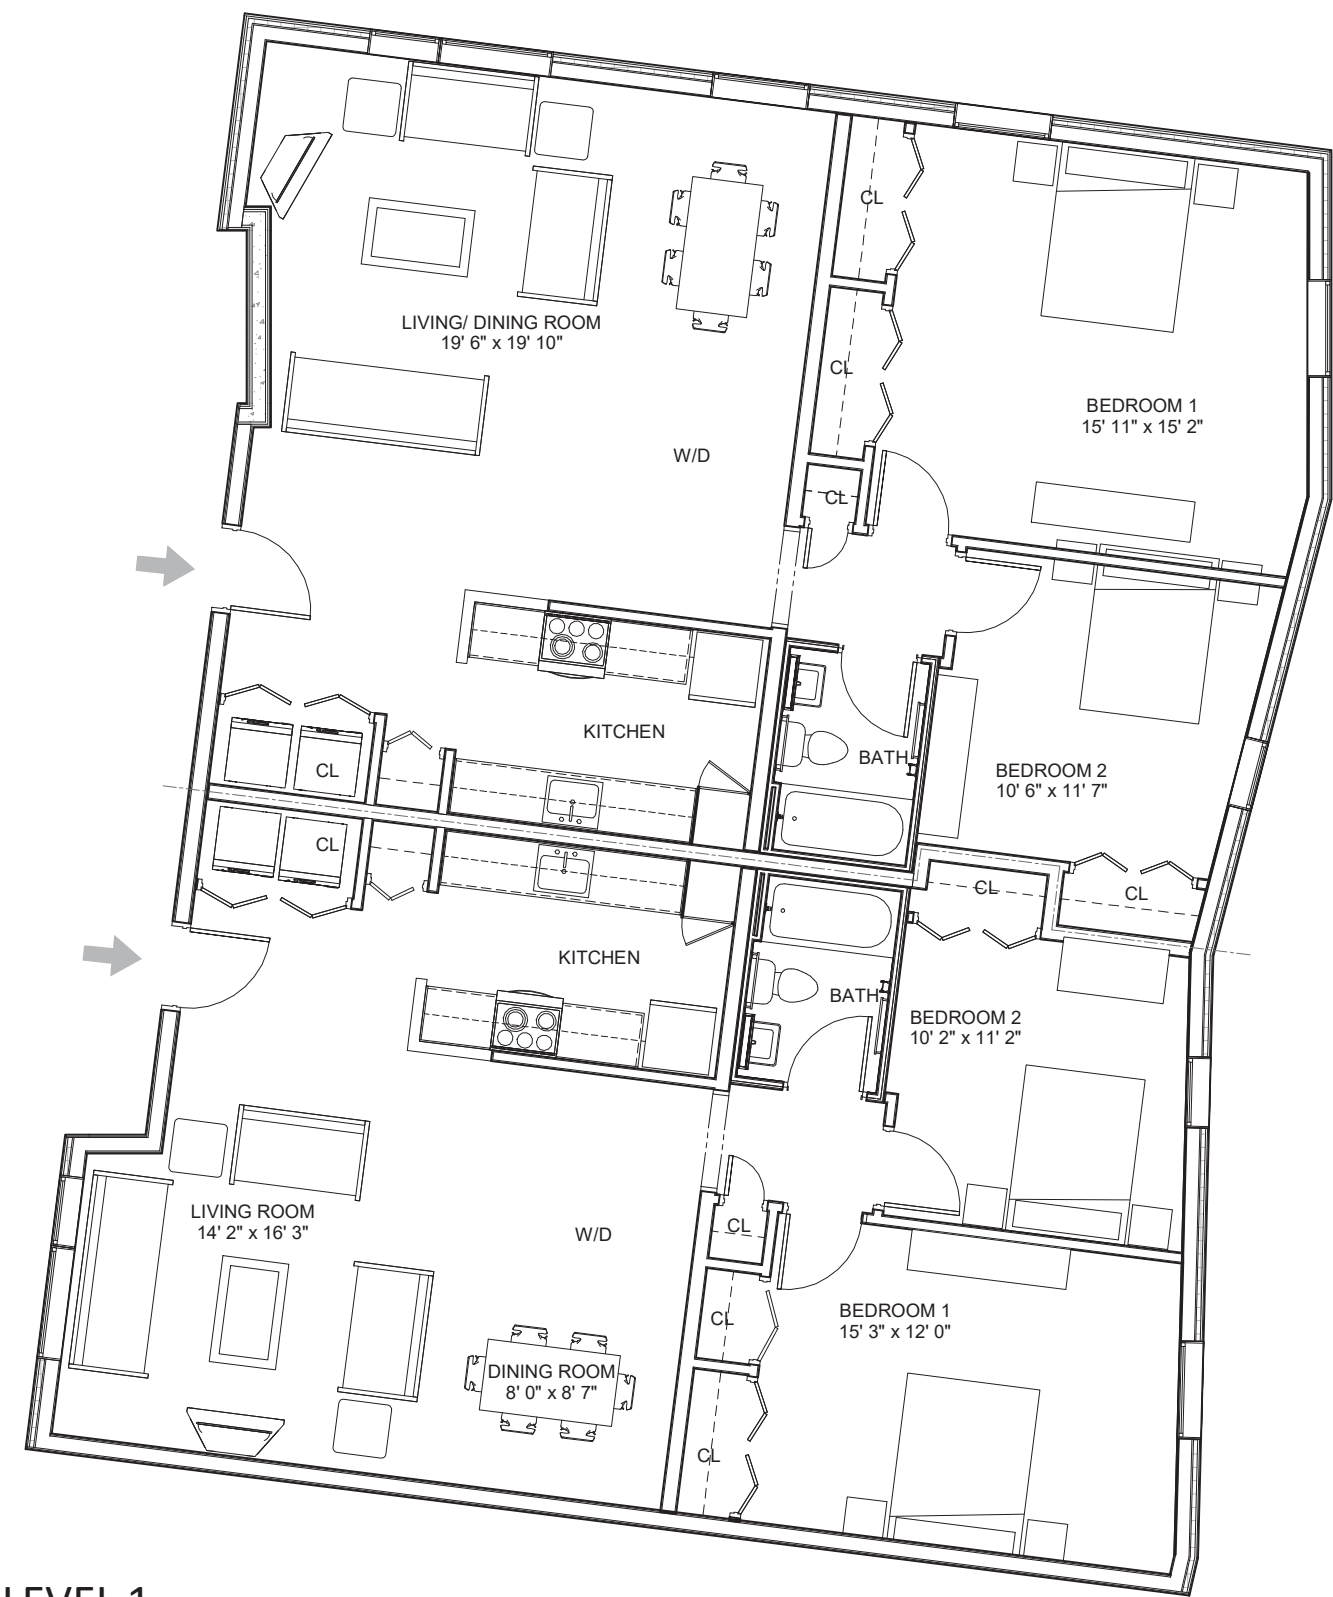 CL
LIVING/ DINING ROOM
19' 6" x 19' 10"
CL
BEDROOM 1
15' 11" x 15' 2"
W/D
CL
KITCHEN
BATH
BEDROOM 2
10' 6" x 11' 7"
CL
CL
CL
CL
KITCHEN
BATH
BEDROOM 2
10' 2" x 11' 2"
LIVING ROOM
14' 2" x 16' 3"
W/D
CL
CL
BEDROOM 1
15' 3" x 12' 0"
DINING ROOM
8' 0" x 8' 7"
CL
LEVEL 1